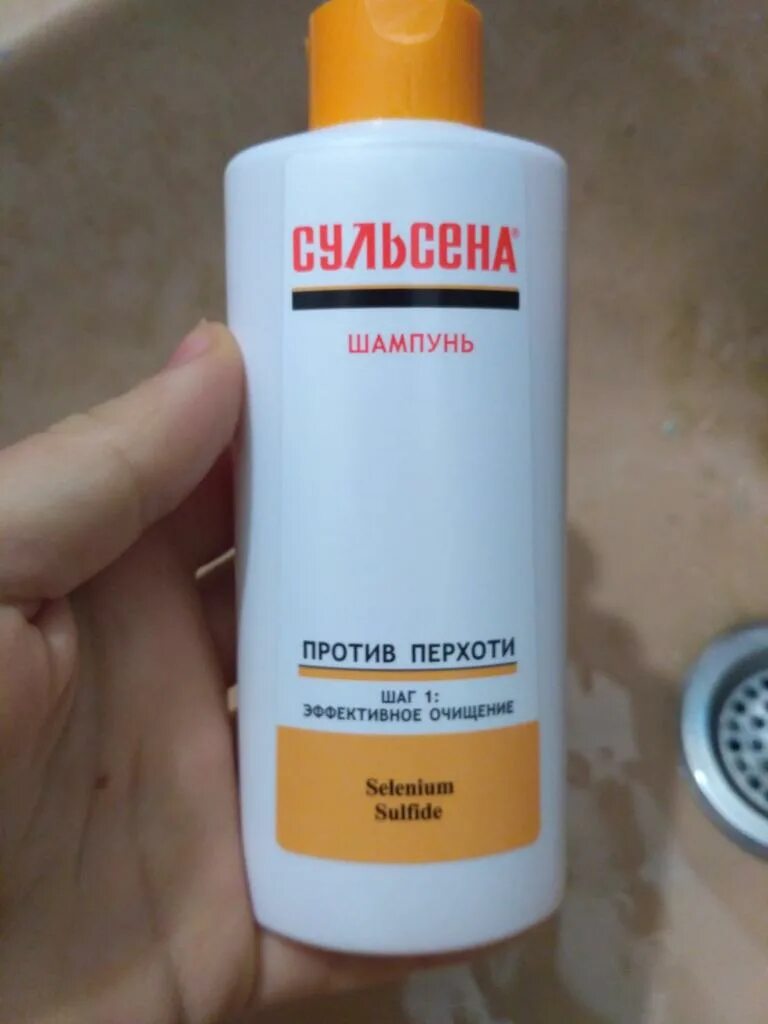 СУЛЬСЕНА®
ШАМПУНЬ
ПРОТИВ ПЕРХОТИ
ШАГ 1:
ЭФФЕКТИВНОЕ ОЧИЩЕНИЕ
Selenium
Sulfide